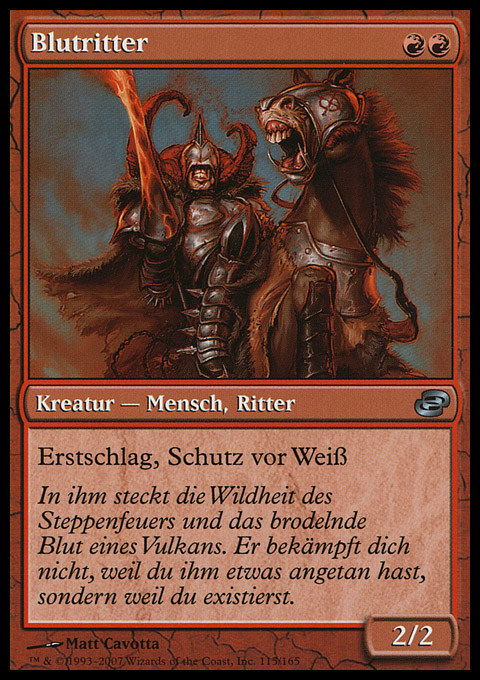 Blutritter
Kreatur — Mensch, Ritter
Erstschlag, Schutz vor Weiß
In ihm steckt die Wildheit des
Steppenfeuers und das brodelnde
Blut eines Vulkans. Er bekämpft dich
nicht, weil du ihm etwas angetan hast,
sondern weil du existierst.
2/2
Matt Cavotta
™ & ©1993–2007 Wizards of the Coast, Inc. 115/165